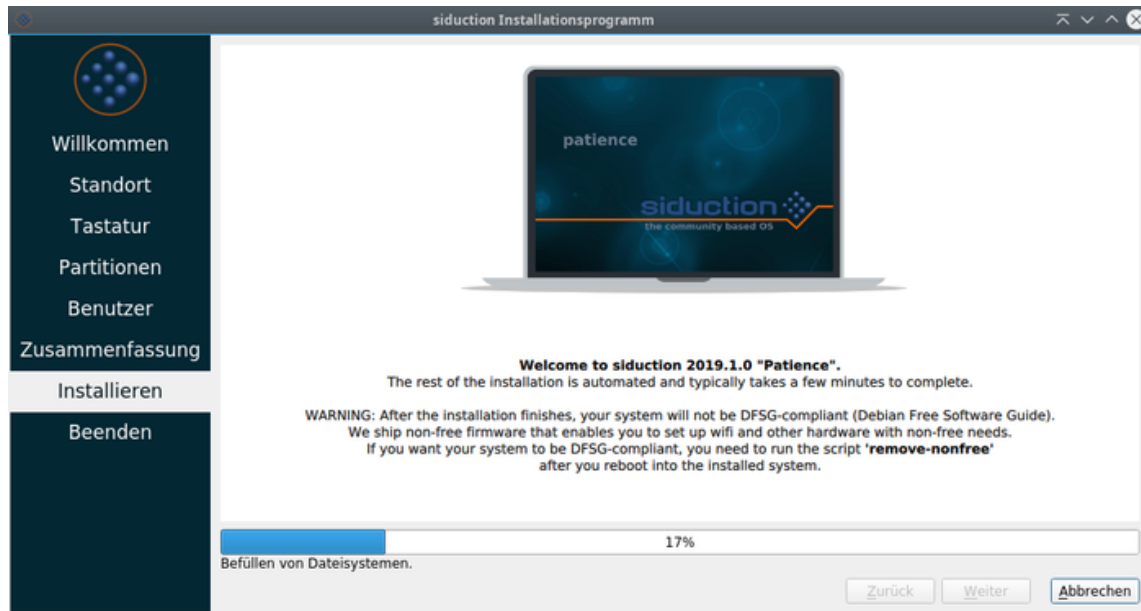 siduction Installationsprogramm
Willkommen
Standort
Tastatur
Partitionen
Benutzer
Zusammenfassung
Installieren
Beenden
patience
siduction
the community based OS
Welcome to siduction 2019.1.0 "Patience".
The rest of the installation is automated and typically takes a few minutes to complete.
WARNING: After the installation finishes, your system will not be DFSG-compliant (Debian Free Software Guide).
We ship non-free firmware that enables you to set up wifi and other hardware with non-free needs.
If you want your system to be DFSG-compliant, you need to run the script 'remove-nonfree'
after you reboot into the installed system.
17%
Befüllen von Dateisystemen.
Zurück
Weiter
Abbrechen